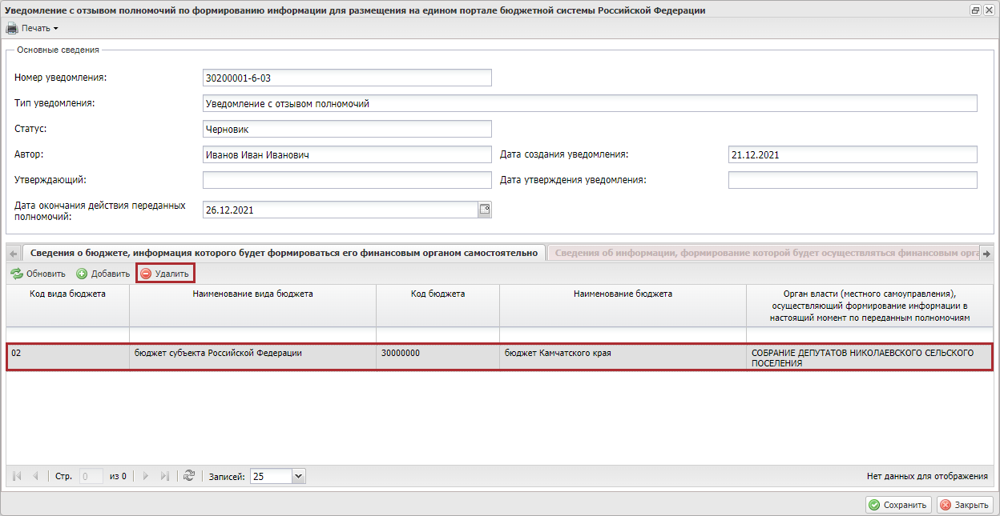 Уведомление с отзывом полномочий по формированию информации для размещения на едином портале бюджетной системы Российской Федерации
Печать
Основные сведения
Номер уведомления: 30200001-6-03
Тип уведомления: Уведомление с отзывом полномочий
Статус: Черновик
Автор: Иванов Иван Иванович Дата создания уведомления: 21.12.2021
Утверждающий: Дата утверждения уведомления:
Дата окончания действия переданных
полномочий: 26.12.2021
Сведения о бюджете, информация которого будет формироваться его финансовым органом самостоятельно Сведения об информации, формирование которой будет осуществляться финансовым орга
Обновить Добавить Удалить
Код вида бюджета Наименование вида бюджета Код бюджета Наименование бюджета Орган власти (местного самоуправления),
осуществляющий формирование информации в
настоящий момент по переданным полномочиям
02 бюджет субъекта Российской Федерации 30000000 бюджет Камчатского края СОБРАНИЕ ДЕПУТАТОВ НИКОЛАЕВСКОГО СЕЛЬСКОГО
ПОСЕЛЕНИЯ
Стр. 0 из 0 Записей: 25 Нет данных для отображения
Сохранить Закрыть